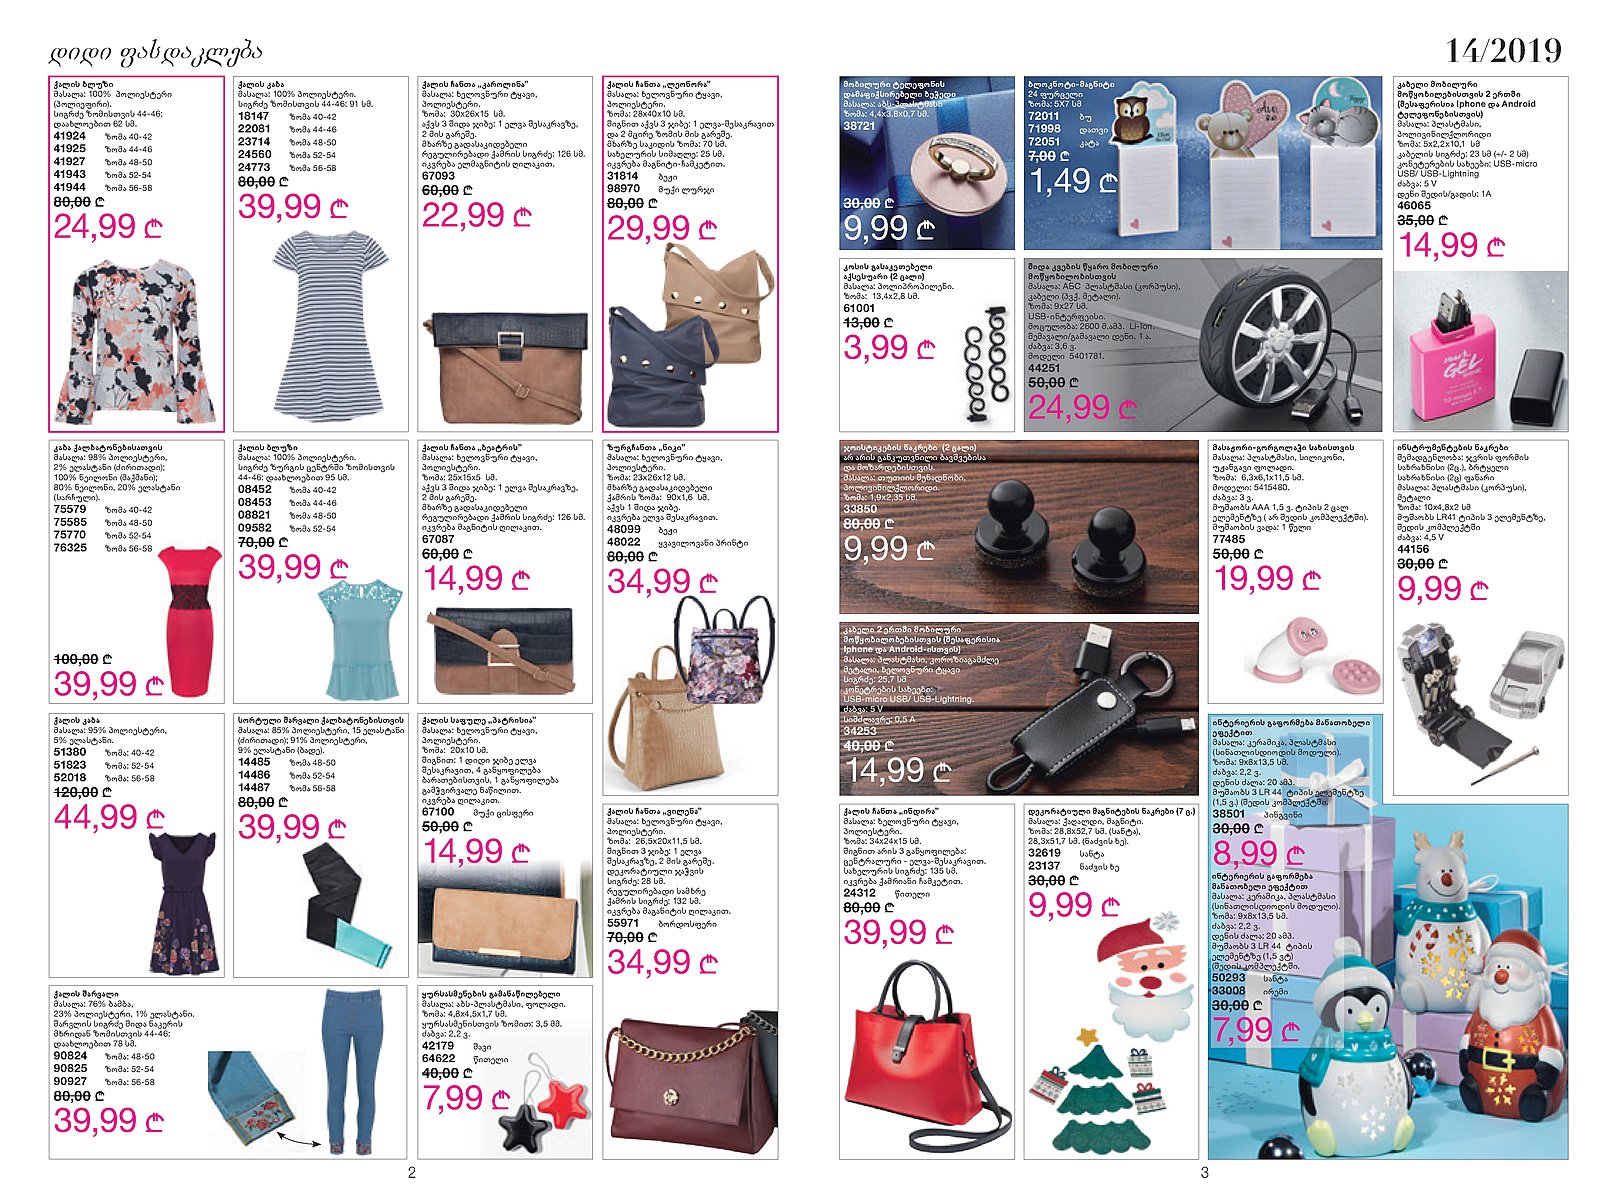 დიდი ფასდაკლება
14/2019
ქალის ბლუზი
მასალა: 100% პოლიესტერი
(პოლიეფირი).
სიგრძე ზომისთვის 44-46:
დაახლოებით 62 სმ.
41924 ზომა 40-42
41925 ზომა 44-46
41927 ზომა 48-50
41943 ზომა 52-54
41944 ზომა 56-58
80,00 ₾
24,99 ₾
ქალის კაბა
მასალა: 100% პოლიესტერი.
სიგრძე ზომისთვის 44-46: 91 სმ.
18147 ზომა 40-42
22081 ზომა 44-46
23714 ზომა 48-50
24560 ზომა 52-54
24773 ზომა 56-58
80,00 ₾
39,99 ₾
ქალის ჩანთა „კაროლინა”
მასალა: ხელოვნური ტყავი,
პოლიესტერი.
ზომა: 30x26x15 სმ.
აქვს 3 შიდა ჯიბე: 1 ელვა შესაკრავზე,
2 მის გარეშე.
მხარზე გადასაკიდებელი
რეგულირებადი ქამრის სიგრძე: 126 სმ.
იკვრება ელმაგნიტის ღილაკით.
67093
60,00 ₾
22,99 ₾
ქალის ჩანთა „ლეონორა”
მასალა: ხელოვნური ტყავი,
პოლიესტერი.
ზომა: 28x40x10 სმ.
შიგნით აქვს 3 ჯიბე: 1 ელვა-შესაკრავით
და 2 მცირე ზომის მის გარეშე.
მხარზე საკიდის ზომა: 70 სმ.
სახელურის სიმაღლე: 25 სმ.
იკვრება მაგნიტი-ჩამკეტით.
31814 ბეჟი
98970 მუქი ლურჯი
80,00 ₾
29,99 ₾
კაბა ქალბატონებისათვის
მასალა: 98% პოლიესტერი,
2% ელასტანი (ძირითადი);
100% ნეილონი (მაქმანი);
80% ნეილონი, 20% ელასტანი
(სარჩული).
75579 ზომა 40-42
75585 ზომა 48-50
75770 ზომა 52-54
76325 ზომა 56-58
100,00 ₾
39,99 ₾
ქალის ბლუზი
მასალა: 100% პოლიესტერი.
სიგრძე ზურგის ცენტრში ზომისთვის
44-46: დაახლოებით 95 სმ.
08452 ზომა 40-42
08453 ზომა 44-46
08821 ზომა 48-50
09582 ზომა 52-54
70,00 ₾
39,99 ₾
ქალის ჩანთა „ბეატრის”
მასალა: ხელოვნური ტყავი,
პოლიესტერი.
ზომა: 25x15x5 სმ.
აქვს 3 შიდა ჯიბე: 1 ელვა შესაკრავზე,
2 მის გარეშე.
მხარზე გადასაკიდებელი
რეგულირებადი ქამრის სიგრძე: 126 სმ.
იკვრება მაგნიტის ღილაკით.
67087
60,00 ₾
14,99 ₾
ზურგჩანთა „ნიკი”
მასალა: ხელოვნური ტყავი,
პოლიესტერი.
ზომა: 23x26x12 სმ.
მხარზე გადასაკიდებელი
ქამრის ზომა: 90x1,6 სმ.
აქვს 1 შიდა ჯიბე.
იკვრება ელვა შესაკრავით.
48099 ბეჟი
48022 ყვავილოვანი პრინტი
80,00 ₾
34,99 ₾
ქალის კაბა
მასალა: 95% პოლიესტერი,
5% ელასტანი.
51380 ზომა: 40-42
51823 ზომა: 52-54
52018 ზომა: 56-58
120,00 ₾
44,99 ₾
სორტული შარვალი ქალბატონებისთვის
მასალა: 85% პოლიესტერი, 15 ელასტანი
(ძირითადი); 91% პოლიესტერი,
9% ელასტანი (ბადე).
14485 ზომა 48-50
14486 ზომა 52-54
14487 ზომა 56-58
80,00 ₾
39,99 ₾
ქალის საფულე „პატრისია”
მასალა: ხელოვნური ტყავი,
პოლიესტერი.
ზომა: 20x10 სმ.
შიგნით: 1 დიდი ჯიბე ელვა
შესაკრავით, 4 განყოფილება
ბარათებისთვის, 1 განყოფილება
გამჭვირვალე ნაწილით.
იკვრება ღილაკით.
67100 მუქი ცისფერი
50,00 ₾
14,99 ₾
ქალის ჩანთა „ვილენა”
მასალა: ხელოვნური ტყავი,
პოლიესტერი.
ზომა: 26,5x20x11,5 სმ.
შიგნით 3 ჯიბე: 1 ელვა
შესაკრავზე, 2 მის გარეშე.
დეკორატიული ჯაჭვის
სიგრძე: 28 სმ.
რეგულირებადი სამხრე
ქამრის სიგრძე: 132 სმ.
იკვრება მაგანიტის ღილაკით.
55971 ბორდოსფერი
70,00 ₾
34,99 ₾
ქალის შარვალი
მასალა: 76% ბამბა,
23% პოლიესტერი, 1% ელასტანი.
შარვლის სიგრძე შიდა ნაკერის
მხრიდან ზომისთვის 44-46:
დაახლოებით 78 სმ.
90824 ზომა: 48-50
90825 ზომა: 52-54
90927 ზომა: 56-58
80,00 ₾
39,99 ₾
ყურსასმენების გამანაწილებელი
მასალა: აბს-პლასტმასი, ფოლადი.
ზომა: 4,8x4,5x1,7 სმ.
ყურსასმენისთვის ზომით: 3,5 მმ.
ძაბვა: 2,2 ვ.
42179 შავი
64622 წითელი
40,00 ₾
7,99 ₾
2
მობილური ტელეფონის
დამაფიქსირებელი ბეჭედი
მასალა: აბს-პლასტმასი
ზომა: 4,4x3,8x0,7 სმ.
38721
30,00 ₾
9,99 ₾
ბლოკნოტი-მაგნიტი
24 ფურცელი
ზომა: 5X7 სმ
72011 ბუ
71998 დათვი
72051 კატა
7,00 ₾
1,49 ₾
კაბელი მობილური
მოწყობილებისთვის 2 ერთში
(შესაფერისია Iphone და Android
ტელეფონებისთვის)
მასალა: პლასტმასი,
პოლივინილქლორიდი
ზომა: 5x2,2x10,1 სმ
კაბელის სიგრძე: 23 სმ (+/- 2 სმ)
კონეტერების სახეები: USB-micro
USB/ USB-Lightning
ძაბვა: 5 V
დენი შედის/გადის: 1A
46065
35,00 ₾
14,99 ₾
mark.
GEL
SHINE
კოსის გასაკეთებელი
აქსესუარი (2 ცალი)
მასალა: პოლიპროპილენი.
ზომა: 13,4x2,8 სმ.
61001
13,00 ₾
3,99 ₾
შიდა კვების წყარო მობილური
მოწყობილობისთვის
მასალა: АБС პლასტმასი (კორპუსი),
კაბელი (პვქ. მეტალი).
ზომა: 9x27 სმ.
USB-ინტერფეისი.
მოცულობა: 2600 მ.ამპ. Li-Ion.
შემავალი/გამავალი დენი. 1 ა.
ძაბვა: 3,6 ვ.
მოდელი 5401781.
44251
50,00 ₾
24,99 ₾
ჯოისტიკების ნაკრები (2 ცალი)
არ არის განკუთვნილი ბავშვებისა
და მოზარდებისთვის.
მასალა: თუთიის შენადნობი,
პოლივინილქლორიდი.
ზომა: 1,9x2,35 სმ.
33850
80,00 ₾
9,99 ₾
მასაჟორი-გორგოლაჭი სახისთვის
მასალა: პლასტმასი, სილიკონი,
უჟანგავი ფოლადი.
ზომა: 6,3x6,1x11,5 სმ.
მოდელი: 5415480.
ძაბვა: 3 ვ.
მუშაობს AAA 1,5 ვ. ტიპის 2 ცალ
ელემენტზე ( არ შედის კომპლექტში).
მუშაობის ვადა: 1 წელი
77485
50,00 ₾
19,99 ₾
ინსტრუმენტების ნაკრები
შემადგენლობა: ჯვრის ფორმის
სახრახნისი (2ც.), ბრტყელი
სახრახნისი (2ც) ფანარი
მასალა: პლასტმასი (კორპუსი),
მეტალი
ზომა: 10x4,8x2 სმ
მუშაობს LR41 ტიპის 3 ელემენტზე,
შედის კომპლექტში
ძაბვა: 4,5 V
44156
30,00 ₾
9,99 ₾
კაბელი 2 ერთში მობილური
მოწყობილობებისთვის (შესაფერისია
Iphone და Android-ისთვის)
მასალა: პლასტმასი, კოროზიაგამძლე
მეტალი, ხელოვნური ტყავი
სიგრძე: 25,7 სმ
კონეტრების სახეები:
USB-micro USB/ USB-Lightning.
ძაბვა: 5 V
სიმძლავრე: 0,5 A
34253
40,00 ₾
14,99 ₾
ინტერიერის გაფორმება მანათობელი
ეფექტით
მასალა: კერამიკა, პლასტმასი
(სინათლისდიოდის მოდული).
ზომა: 9x8x13,5 სმ.
ძაბვა: 2,2 ვ.
დენის ძალა: 20 ამპ.
მუშაობს 3 LR 44 ტიპის ელემენტზე
(1,5 ვ.) (შედის კომპლექტში.
38501 პინგვინი
30,00 ₾
8,99 ₾
ინტერიერის გაფორმება
მანათობელი ეფექტით
მასალა: კერამიკა, პლასტმასი
(სინათლისდიოდის მოდული).
ზომა: 9x8x13,5 სმ.
ძაბვა: 2,2 ვ.
დენის ძალა: 20 ამპ.
მუშაობს 3 LR 44 ტიპის
ელემენტზე (1,5 ვტ)
(შედის კომპლექტში.
50293 სანტა
33008 ირემი
30,00 ₾
7,99 ₾
ქალის ჩანთა „ინდირა”
მასალა: ხელოვნური ტყავი,
პოლიესტერი.
ზომა: 34x24x15 სმ.
შიგნით არის 3 განყოფილება:
ცენტრალური - ელვა-შესაკრავით.
სახელურის სიგრძე: 135 სმ.
იკვრება ქამრიანი ჩამკეტით.
24312 წითელი
80,00 ₾
39,99 ₾
დეკორატიული მაგნიტების ნაკრები (7 ც.)
მასალა: ქაღალდი, მაგნიტი.
ზომა: 28,8x52,7 სმ. (სანტა),
28,3x51,7 სმ. (ნაძვის ხე).
32619 სანტა
23137 ნაძვის ხე
30,00 ₾
9,99 ₾
3